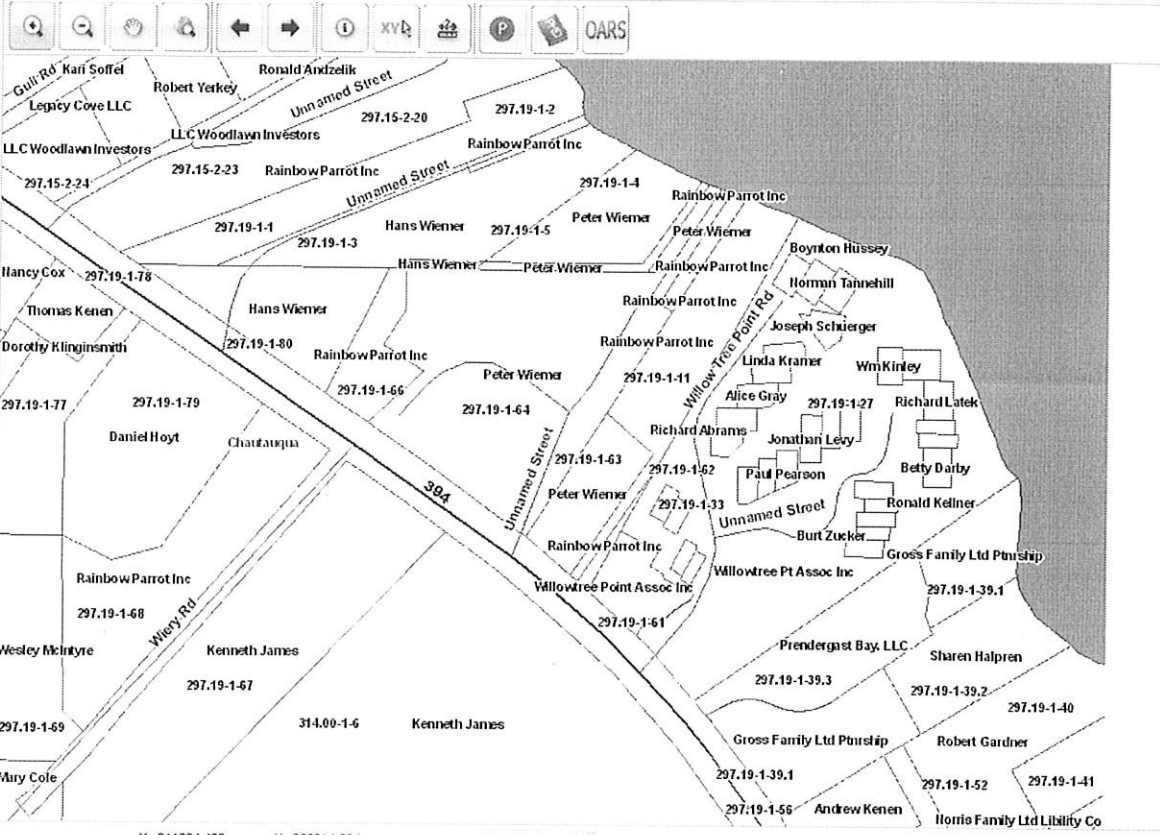 XY
P
OARS
Gull Rd
Kari Soffel
Ronald Andzelik
Robert Yerkey
Unnamed Street
Legacy Cove LLC
297.15-2-20
297.19-1-2
LLC Woodlawn Investors
LLC Woodlawn Investors
Rainbow Parrot Inc
297.15-2-23
Rainbow Parrot Inc
297.15-2-24
Unnamed Street
297.19-1-4
Rainbow Parrot Inc
297.19-1-1
Hans Wiemer
297.19-1-5
Peter Wiemer
Peter Wiemer
297.19-1-3
Boynton Hussey
Hans Wiemer
Peter Wiemer
Rainbow Parrot Inc
Nancy Cox
297.19-1-78
Norman Tannehill
Thomas Kenen
Hans Wiemer
Rainbow Parrot Inc
Willow Tree Point Rd
Joseph Schuerger
Dorothy Klinginsmith
297.19-1-80
Rainbow Parrot Inc
Rainbow Parrot Inc
Linda Kramer
Wm Kinley
Peter Wiemer
297.19-1-11
297.19-1-66
Alice Gray
297.19-1-77
297.19-1-79
297.19-1-64
297.19-1-27
Richard Latek
Daniel Hoyt
Chautauqua
Richard Abrams
Jonathan Levy
Unnamed Street
297.19-1-63
297.19-1-62
Paul Pearson
Betty Darby
394
Peter Wiemer
297.19-1-33
Unnamed Street
Ronald Kellner
Burt Zucker
Rainbow Parrot Inc
Gross Family Ltd Ptnrship
Rainbow Parrot Inc
Willowtree Point Assoc Inc
Willowtree Pt Assoc Inc
297.19-1-39.1
297.19-1-68
Wiery Rd
297.19-1-61
Wesley McIntyre
Kenneth James
Prendergast Bay, LLC
Sharen Halpren
297.19-1-67
297.19-1-39.3
297.19-1-39.2
297.19-1-40
297.19-1-69
314.00-1-6
Kenneth James
Gross Family Ltd Ptnrship
Robert Gardner
Mary Cole
297.19-1-39.1
297.19-1-52
297.19-1-41
297.19-1-56
Andrew Kenen
Norris Family Ltd Libility Co